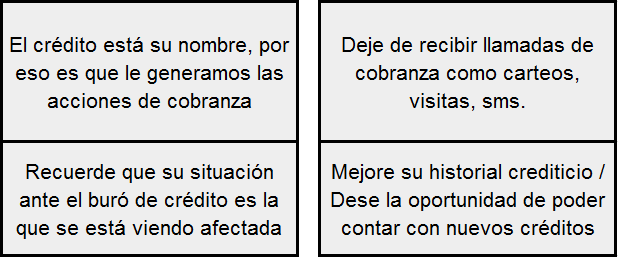 El crédito está su nombre, por
eso es que le generamos las
acciones de cobranza
Deje de recibir llamadas de
cobranza como carteos,
visitas, sms.
Recuerde que su situación
ante el buró de crédito es la
que se está viendo afectada
Mejore su historial crediticio /
Dese la oportunidad de poder
contar con nuevos créditos